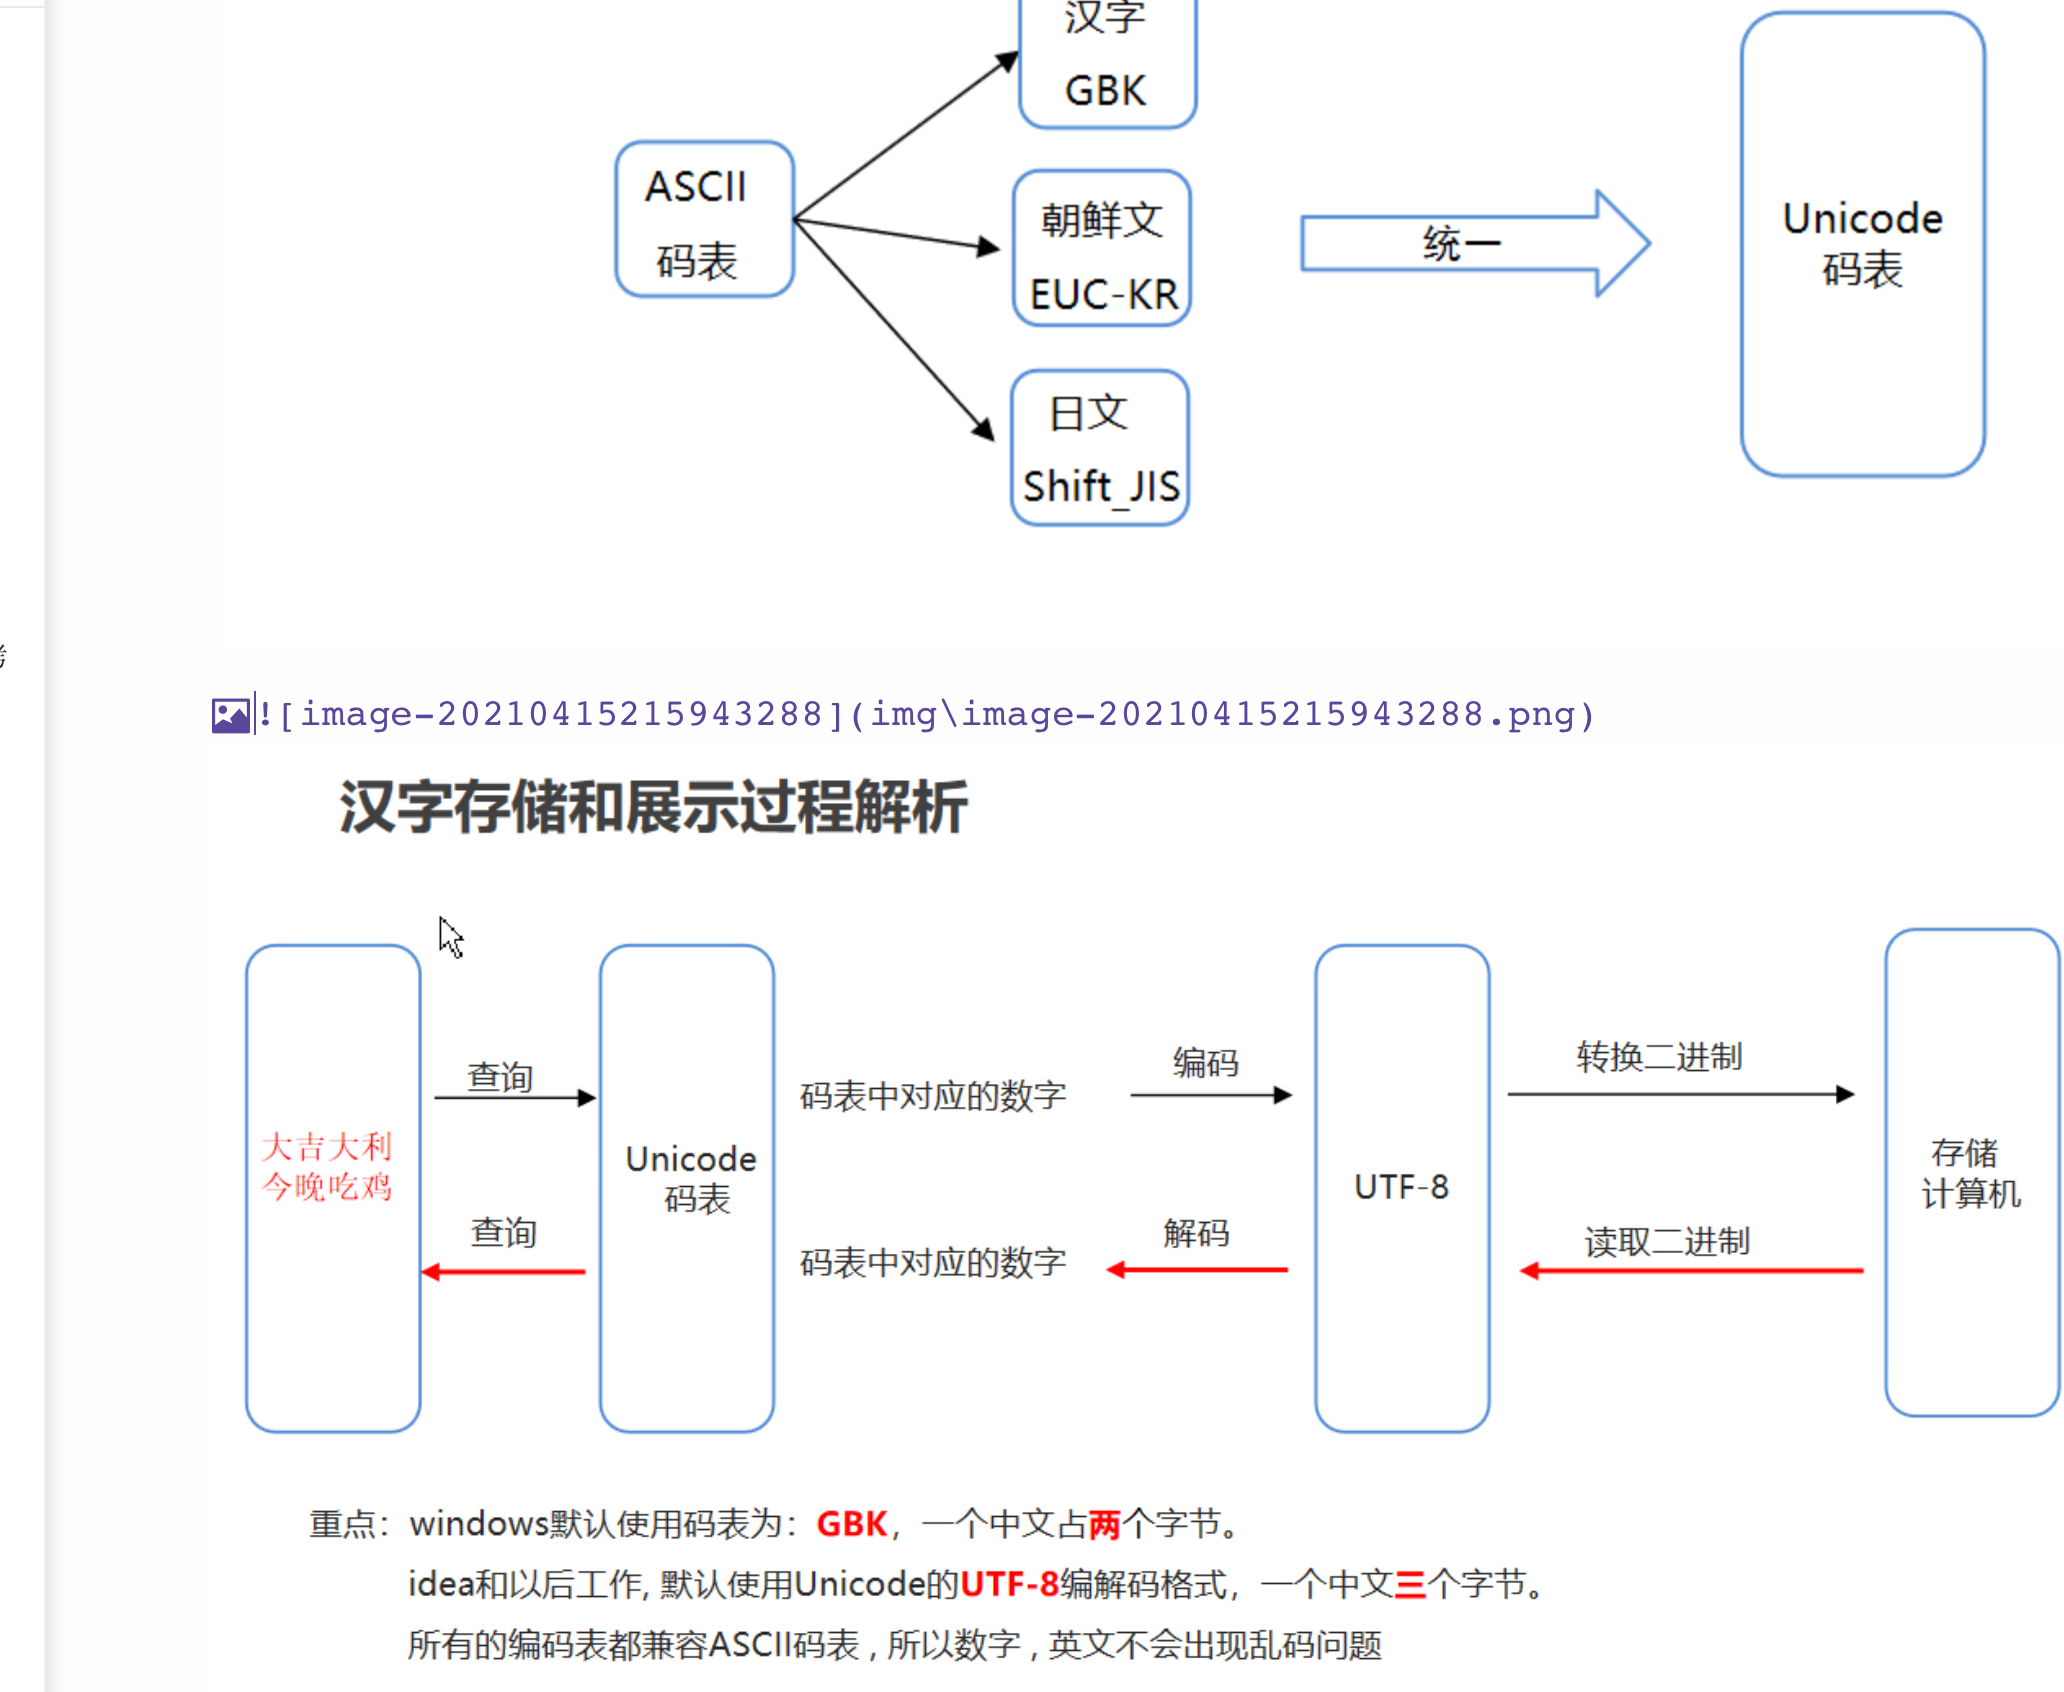 汉字
GBK
ASCII
码表
朝鲜文
EUC-KR
日文
Shift_JIS
统一
Unicode
码表
![image-20210415215943288](img\image-20210415215943288.png)
汉字存储和展示过程解析
大吉大利
今晚吃鸡
查询
查询
Unicode
码表
码表中对应的数字
码表中对应的数字
编码
解码
UTF-8
转换二进制
读取二进制
存储
计算机
重点：windows默认使用码表为：GBK，一个中文占两个字节。
idea和以后工作, 默认使用Unicode的UTF-8编解码格式，一个中文三个字节。
所有的编码表都兼容ASCII码表 , 所以数字 , 英文不会出现乱码问题